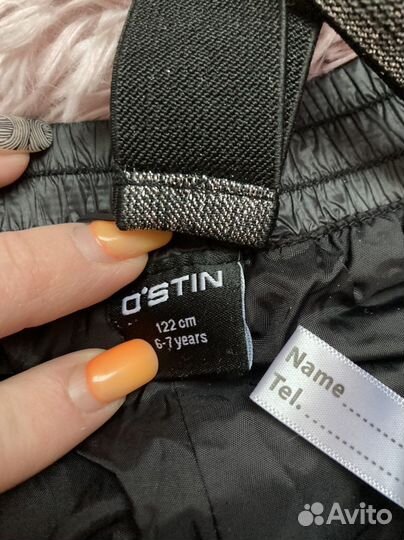 O'STIN
122 cm
6-7 years
Name ............
Tel. ............
Avito